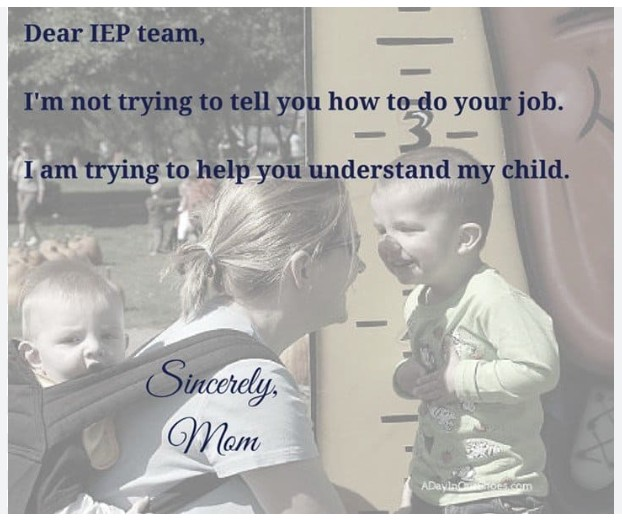 Dear IEP team,
I'm not trying to tell you how to do your job.
3
I am trying to help you understand my child.
Sincerely,
Mom
ADayInOurShoes.com